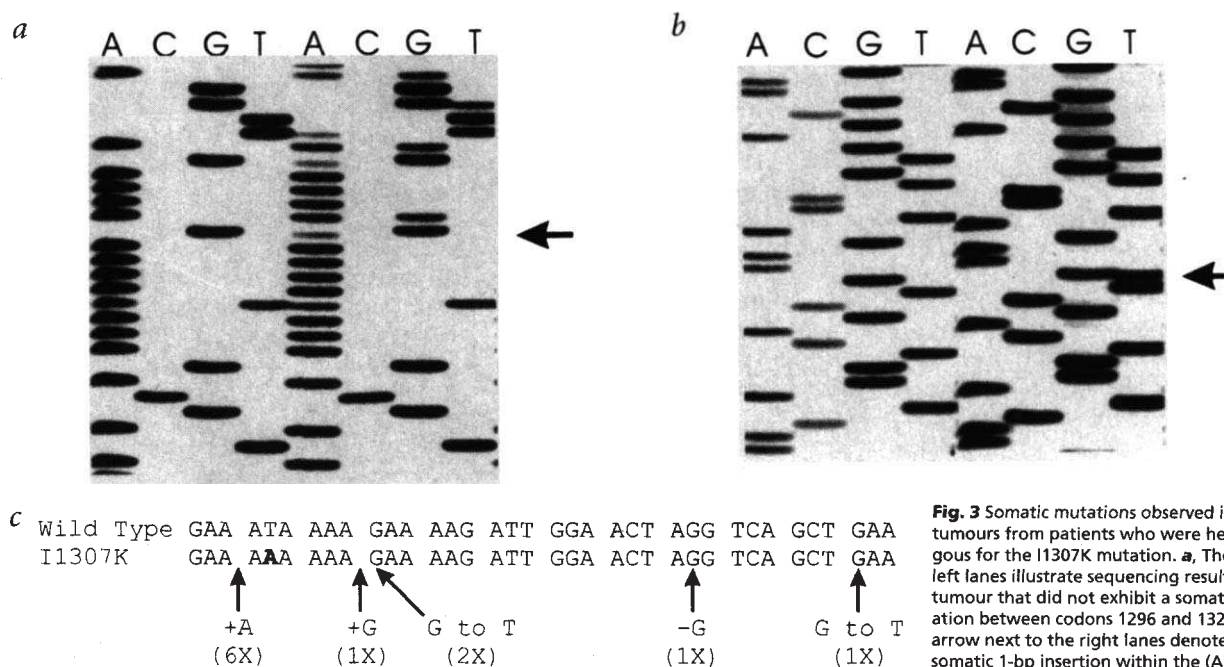 a
A C G T A C G T
b
A C G T A C G T
c
Wild Type GAA ATA AAA GAA AAG ATT GGA ACT AGG TCA GCT GAA
I1307K GAA AAA AAA GAA AAG ATT GGA ACT AGG TCA GCT GAA
+A +G G to T -G G to T
(6X) (1X) (2X) (1X) (1X)
Fig. 3 Somatic mutations observed i
tumours from patients who were he
gous for the I1307K mutation. a, The
left lanes illustrate sequencing result
tumour that did not exhibit a somat
ation between codons 1296 and 132
arrow next to the right lanes denote
somatic 1-bp insertion within the (A